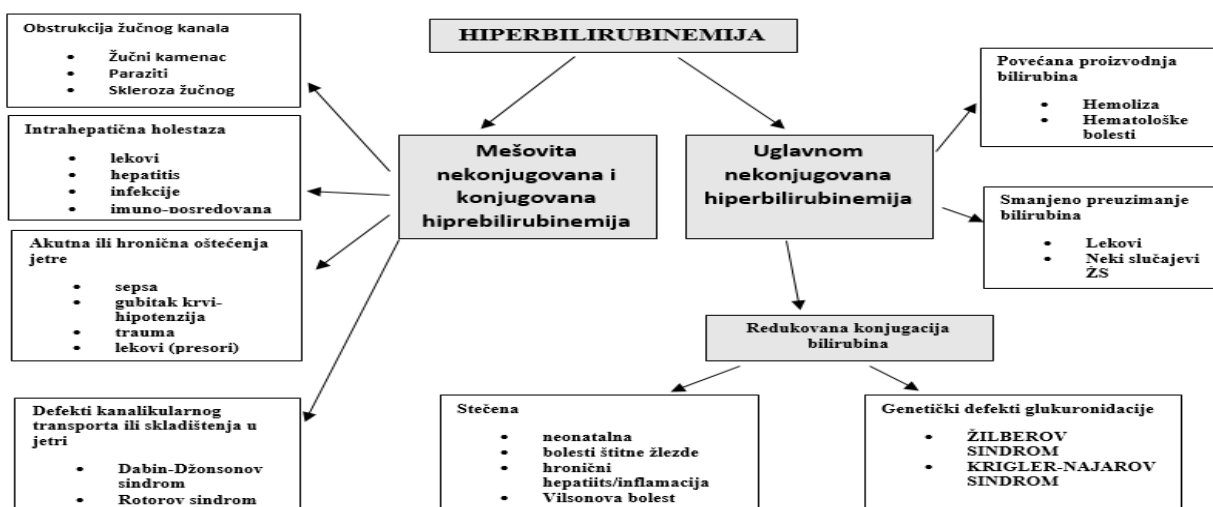 HIPERBILIRUBINEMIJA
Obstrukcija žučnog kanala
• Žučni kamenac
• Paraziti
• Skleroza žučnog
Intrahepatična holestaza
• lekovi
• hepatitis
• infekcije
• imuno-posredovana
Akutna ili hronična oštećenja
jetre
• sepsa
• gubitak krvi-
hipotenzija
• trauma
• lekovi (presori)
Defekti kanalikularnog
transporta ili skladištenja u
jetri
• Dabin-Džonsonov
sindrom
• Rotorov sindrom
Mešovita
nekonjugovana i
konjugovana
hiprebilirubinemija
Uglavnom
nekonugovana
hiperbilirubinemija
Povećana proizvodnja
bilirubina
• Hemoliza
• Hematološke
bolesti
Smanjeno preuzimanje
bilirubina
• Lekovi
• Neki slučajevi
ŽS
Redukovana konjugacija
bilirubina
Stečena
• neonatalna
• bolesti štitne žlezde
• hronični
hepatiits/inflamacija
• Vilsonova bolest
Genetički defekti glukuronidacije
• ŽILBEROV
SINDROM
• KRIGLER-NAJAROV
SINDROM